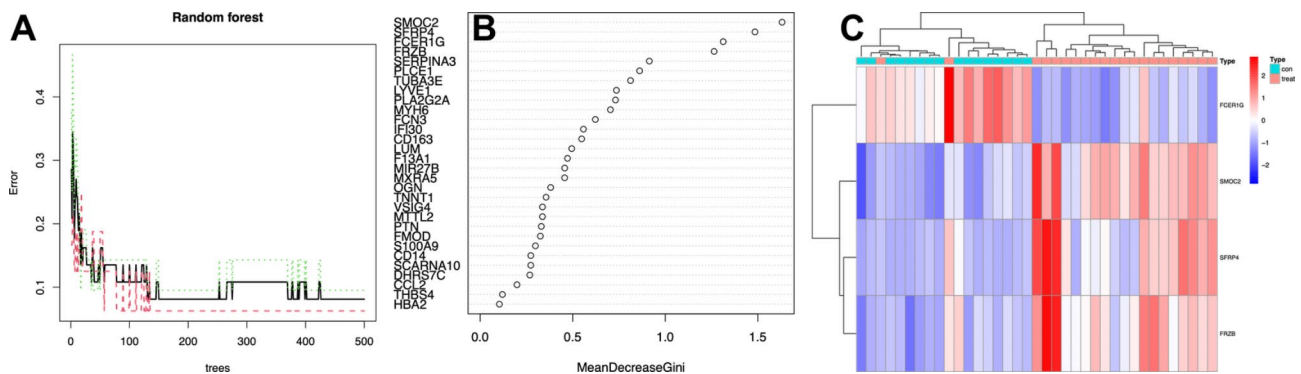 A
Random forest
Error
0.4
0.3
0.2
0.1
0 100 200 300 400 500
trees
B
SMOC2
SFRP4
FCER1G
FRZB
SERPINA3
PLCE1
TUBA3E
LYVE1
PLA2G2A
MYH6
FCN3
IFI30
CD163
LUM
F13A1
MIR27B
MXRA5
OGN
TNNT1
VSIG4
MTTL2
PTN
FMOD
S100A9
CD14
SCARNA10
DHRS7C
CCL2
THBS4
HBA2
0.0 0.5 1.0 1.5
MeanDecreaseGini
C
Type
FCER1G
SMOC2
SFRP4
FRZB
2
1
0
−1
−2
Type
con
treat